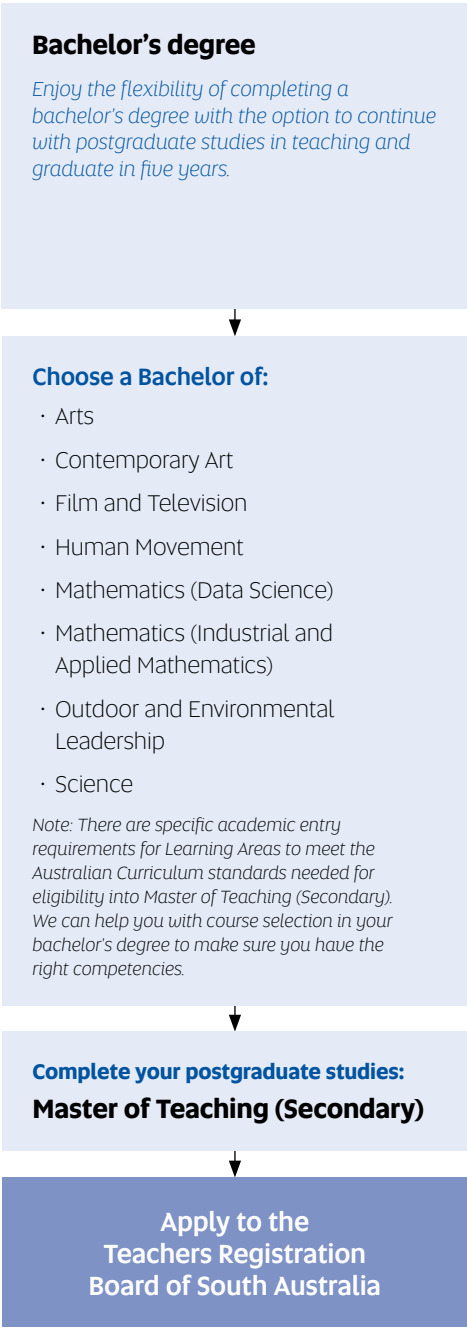 Bachelor's degree
Enjoy the flexibility of completing a
bachelor's degree with the option to continue
with postgraduate studies in teaching and
graduate in five years.
Choose a Bachelor of:
· Arts
· Contemporary Art
· Film and Television
· Human Movement
· Mathematics (Data Science)
· Mathematics (Industrial and
Applied Mathematics)
· Outdoor and Environmental
Leadership
· Science
Note: There are specific academic entry
requirements for Learning Areas to meet the
Australian Curriculum standards needed for
eligibility into Master of Teaching (Secondary).
We can help you with course selection in your
bachelor's degree to make sure you have the
right competencies.
Complete your postgraduate studies:
Master of Teaching (Secondary)
Apply to the
Teachers Registration
Board of South Australia